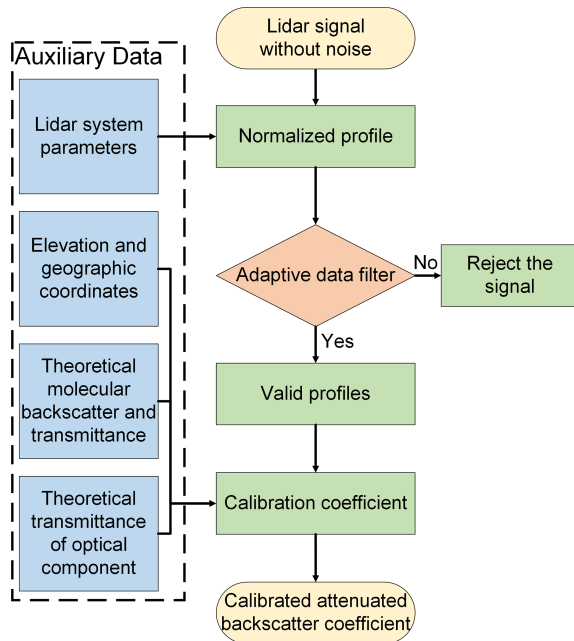 Lidar signal
without noise
Auxiliary Data
Lidar system
parameters
Normalized profile
Elevation and
geographic
coordinates
Adaptive data filter
No
Reject the
signal
Yes
Theoretical
molecular
backscatter and
transmittance
Valid profiles
Theoretical
transmittance
of optical
component
Calibration coefficient
Calibrated attenuated
backscatter coefficient